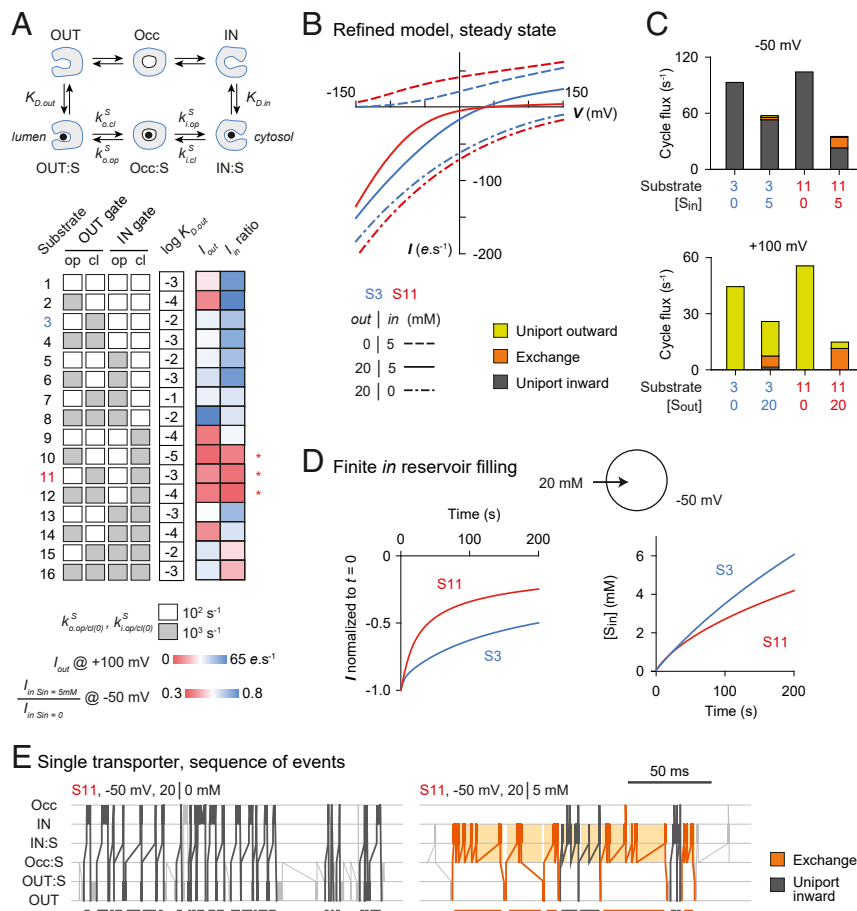 A
OUT Occ IN
K_D.out k^S_o.cl k^S_i.op K_D.in
lumen k^S_o.op k^S_i.cl cytosol
OUT:S Occ:S IN:S
Substrate OUT gate IN gate log K_D.out I_out I_in ratio
op cl op cl
1 -3
2 -4
3 -2
4 -3
5 -2
6 -3
7 -1
8 -2
9 -4
10 -5 *
11 -3 *
12 -4 *
13 -3
14 -4
15 -2
16 -3
k^S_o.op/cl(0), k^S_i.op/cl(0) 10² s⁻¹
10³ s⁻¹
I_out @ +100 mV 0 65 e.s⁻¹
I_in Sin = 5mM / I_in Sin = 0 @ -50 mV 0.3 0.8
B Refined model, steady state
-150 150
V (mV)
-100
I (e.s⁻¹) -200
S3 S11
out | in (mM)
0 | 5
20 | 5
20 | 0
Uniport outward
Exchange
Uniport inward
C
-50 mV
Cycle flux (s⁻¹)
120
60
0
Substrate 3 3 11 11
[Sin] 0 5 0 5
+100 mV
Cycle flux (s⁻¹)
60
30
0
Substrate 3 3 11 11
[Sout] 0 20 0 20
D Finite in reservoir filling
20 mM -50 mV
Time (s)
0 100 200
I normalized to t = 0
0
-0.5
-1.0
S11
S3
[Sin] (mM)
6
4
2
0
S3
S11
0 100 200
Time (s)
E Single transporter, sequence of events
S11, -50 mV, 20 | 0 mM
S11, -50 mV, 20 | 5 mM
50 ms
Occ
IN
IN:S
Occ:S
OUT:S
OUT
Exchange
Uniport inward